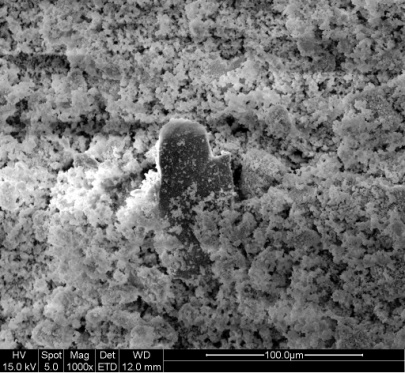 HV Spot Mag Det WD
15.0 kV 5.0 1000x ETD 12.0 mm 100.0µm